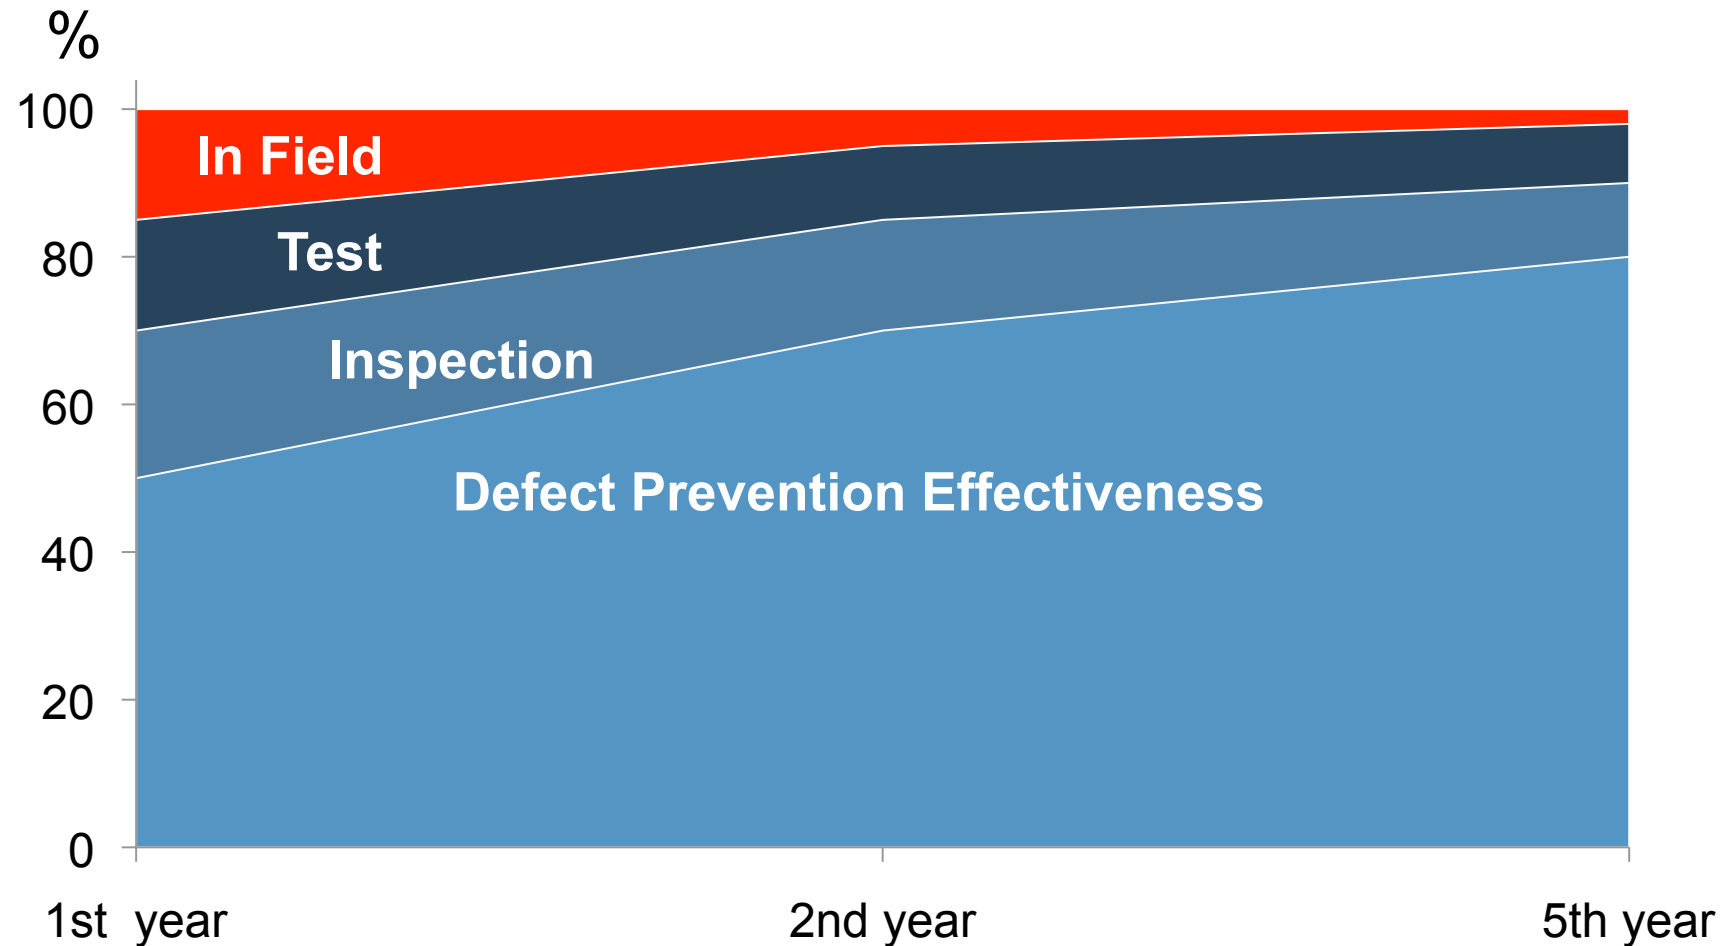 %
100
In Field
Test
80
Inspection
60
Defect Prevention Effectiveness
40
20
0
1st  year
2nd year
5th year